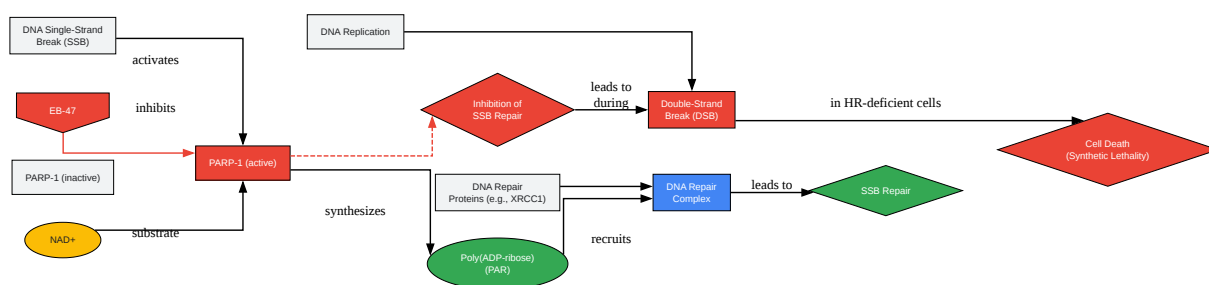 DNA Single-Strand
Break (SSB)
activates
EB-47
inhibits
PARP-1 (inactive)
NAD+
substrate
PARP-1 (active)
synthesizes
DNA Replication
Inhibition of
SSB Repair
leads to
during
Double-Strand
Break (DSB)
in HR-deficient cells
Cell Death
(Synthetic Lethality)
DNA Repair
Proteins (e.g., XRCC1)
Poly(ADP-ribose)
(PAR)
recruits
DNA Repair
Complex
leads to
SSB Repair